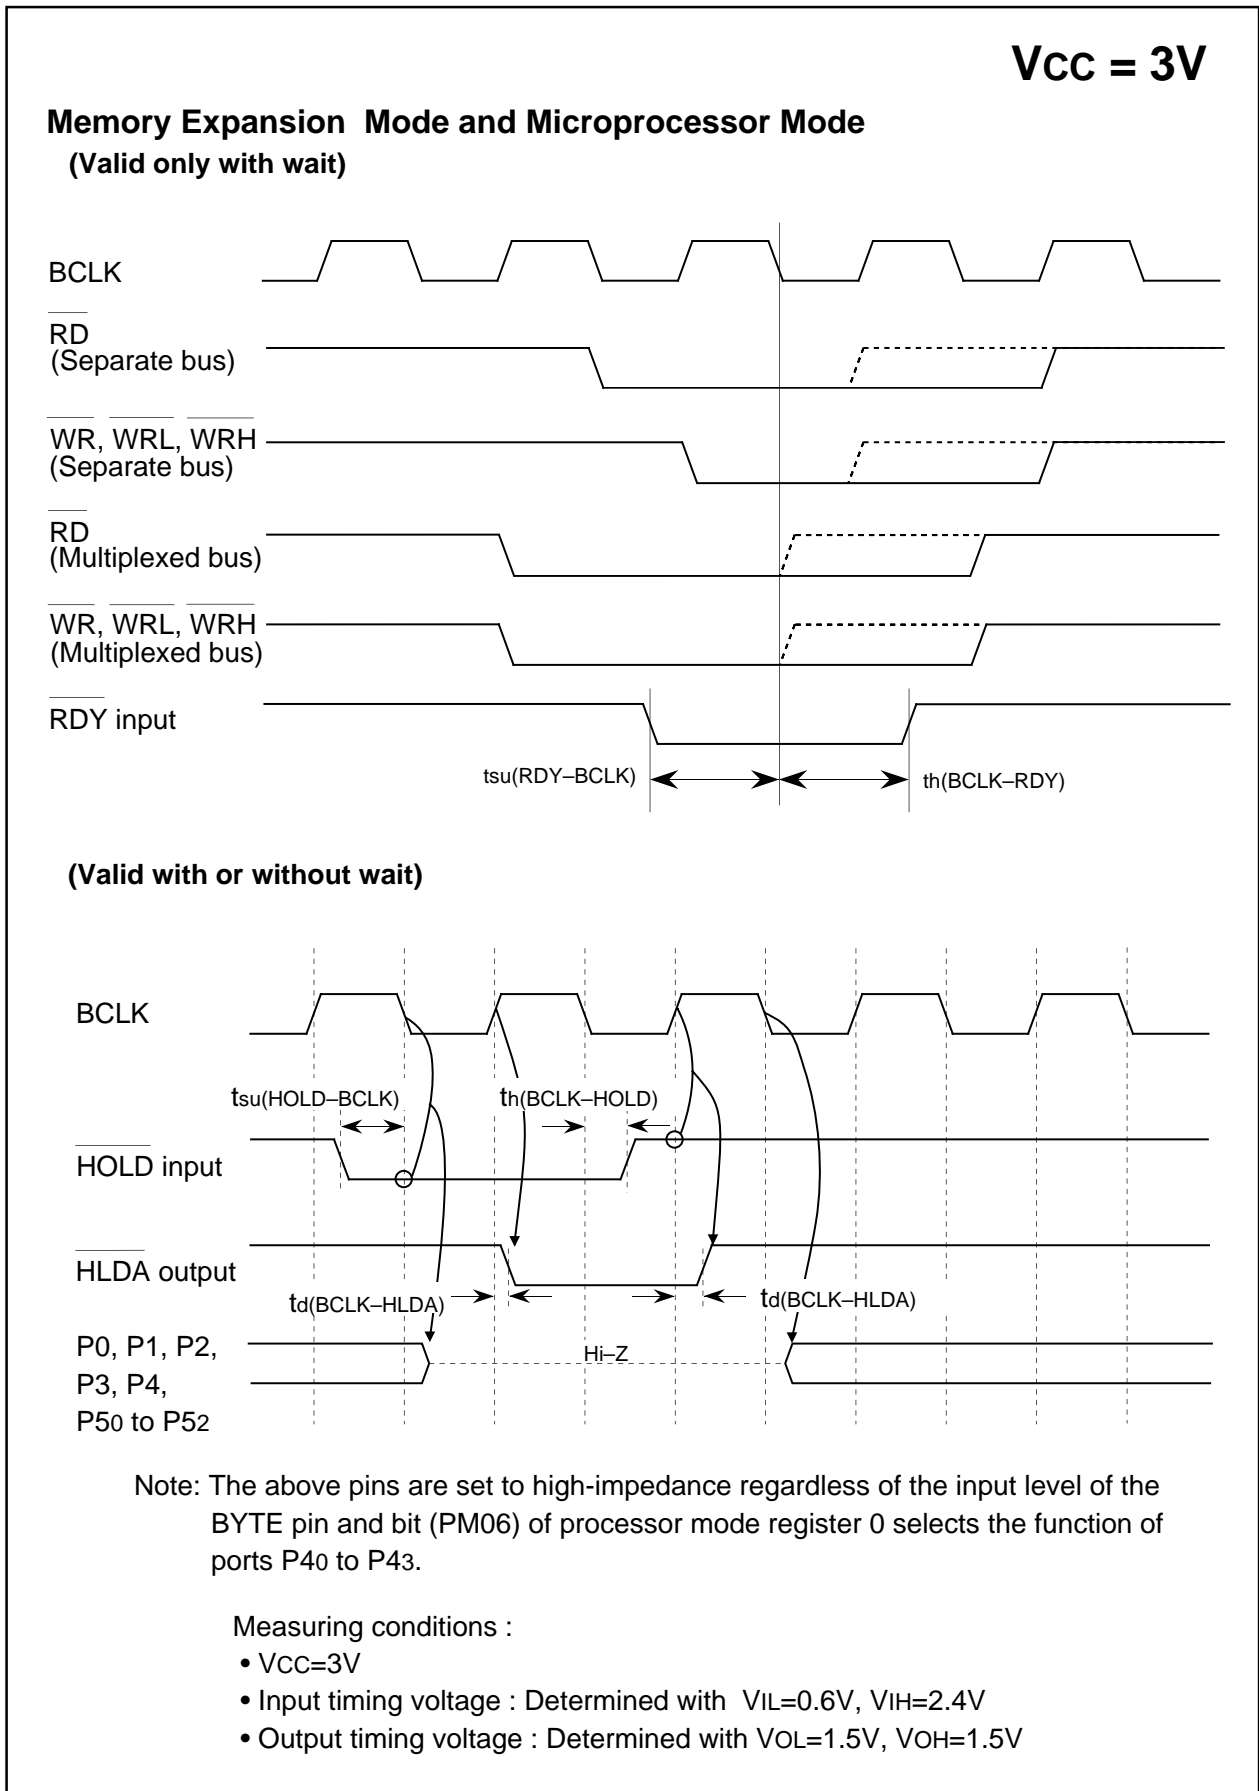 VCC = 3V
Memory Expansion  Mode and Microprocessor Mode
(Valid only with wait)
BCLK
RD
(Separate bus)
WR, WRL, WRH
(Separate bus)
RD
(Multiplexed bus)
WR, WRL, WRH
(Multiplexed bus)
RDY input
tsu(RDY–BCLK)
th(BCLK–RDY)
(Valid with or without wait)
BCLK
tsu(HOLD–BCLK)
th(BCLK–HOLD)
HOLD input
HLDA output
td(BCLK–HLDA)
td(BCLK–HLDA)
P0, P1, P2,
P3, P4,
P50 to P52
Hi–Z
Note: The above pins are set to high-impedance regardless of the input level of the
BYTE pin and bit (PM06) of processor mode register 0 selects the function of
ports P40 to P43.
Measuring conditions :
• VCC=3V
• Input timing voltage : Determined with  VIL=0.6V, VIH=2.4V
• Output timing voltage : Determined with VOL=1.5V, VOH=1.5V